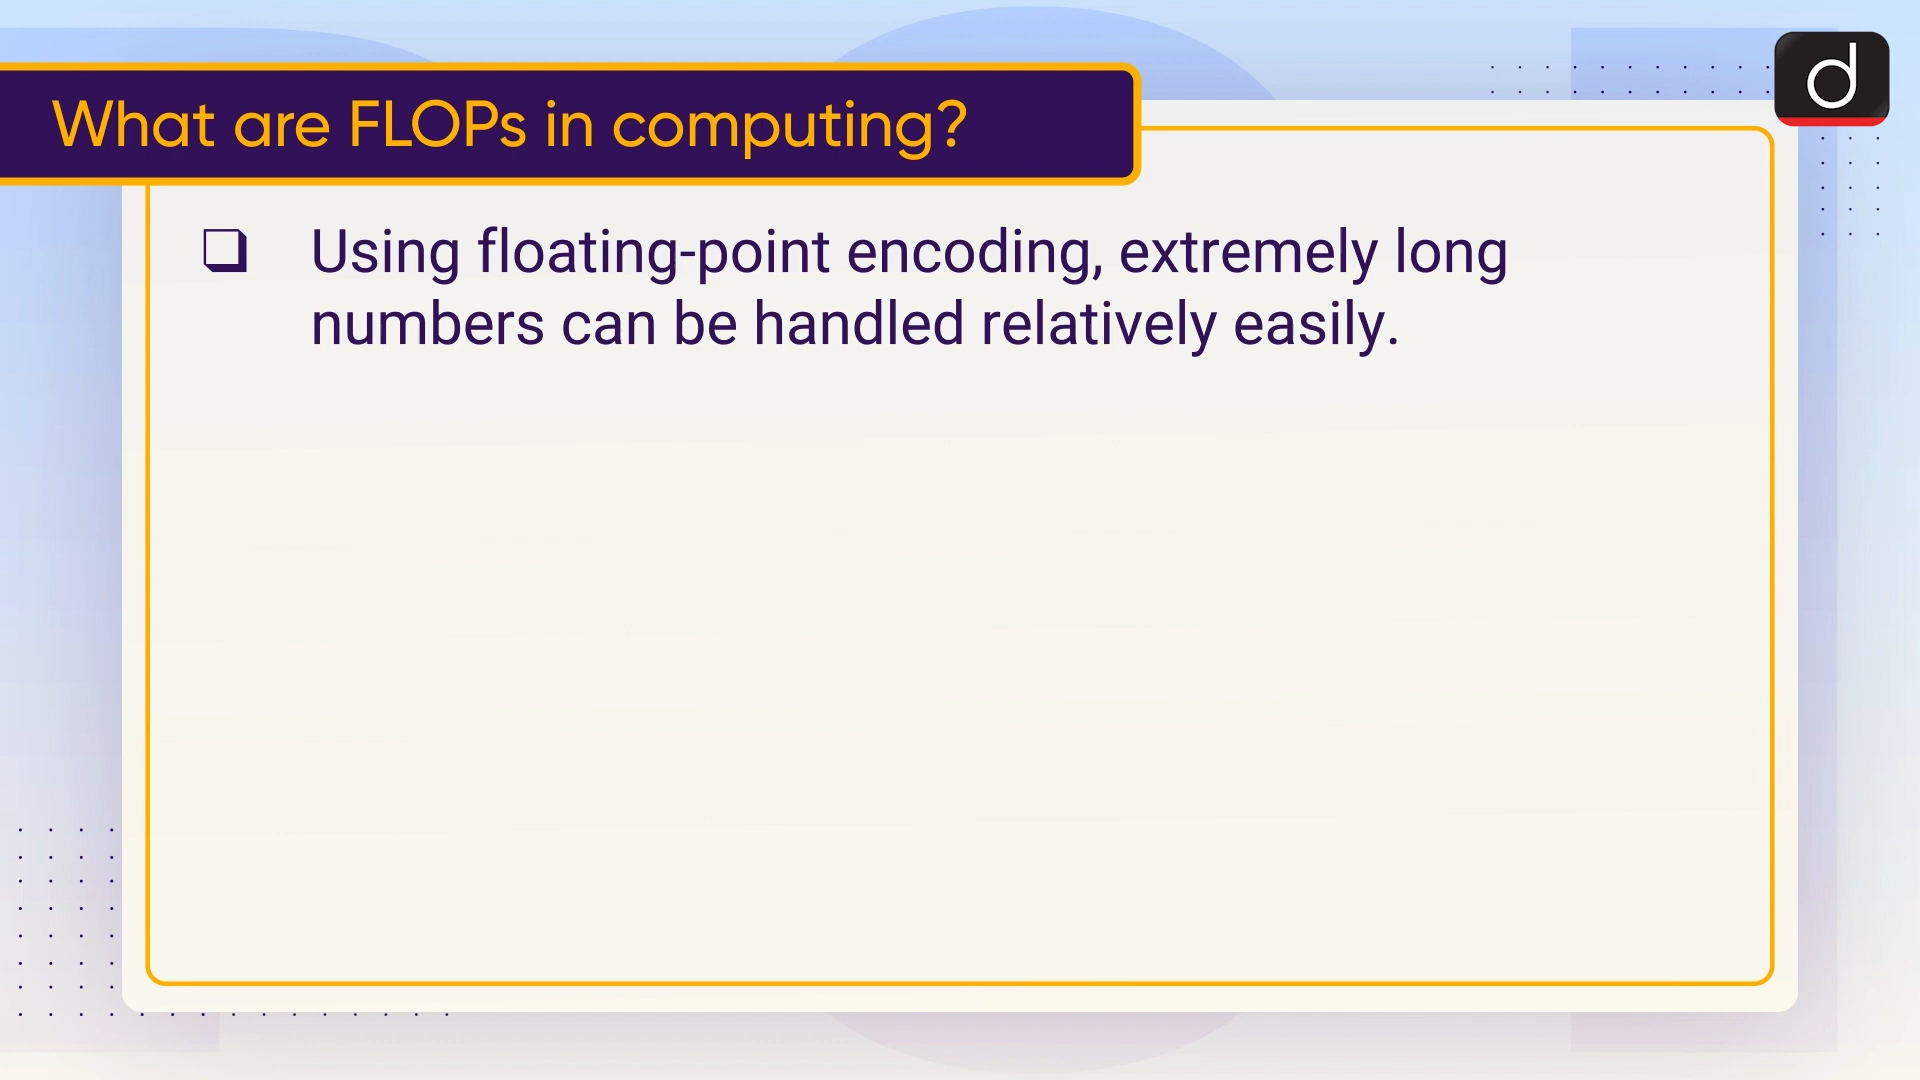 What are FLOPs in computing?
d
❑ Using floating-point encoding, extremely long
numbers can be handled relatively easily.